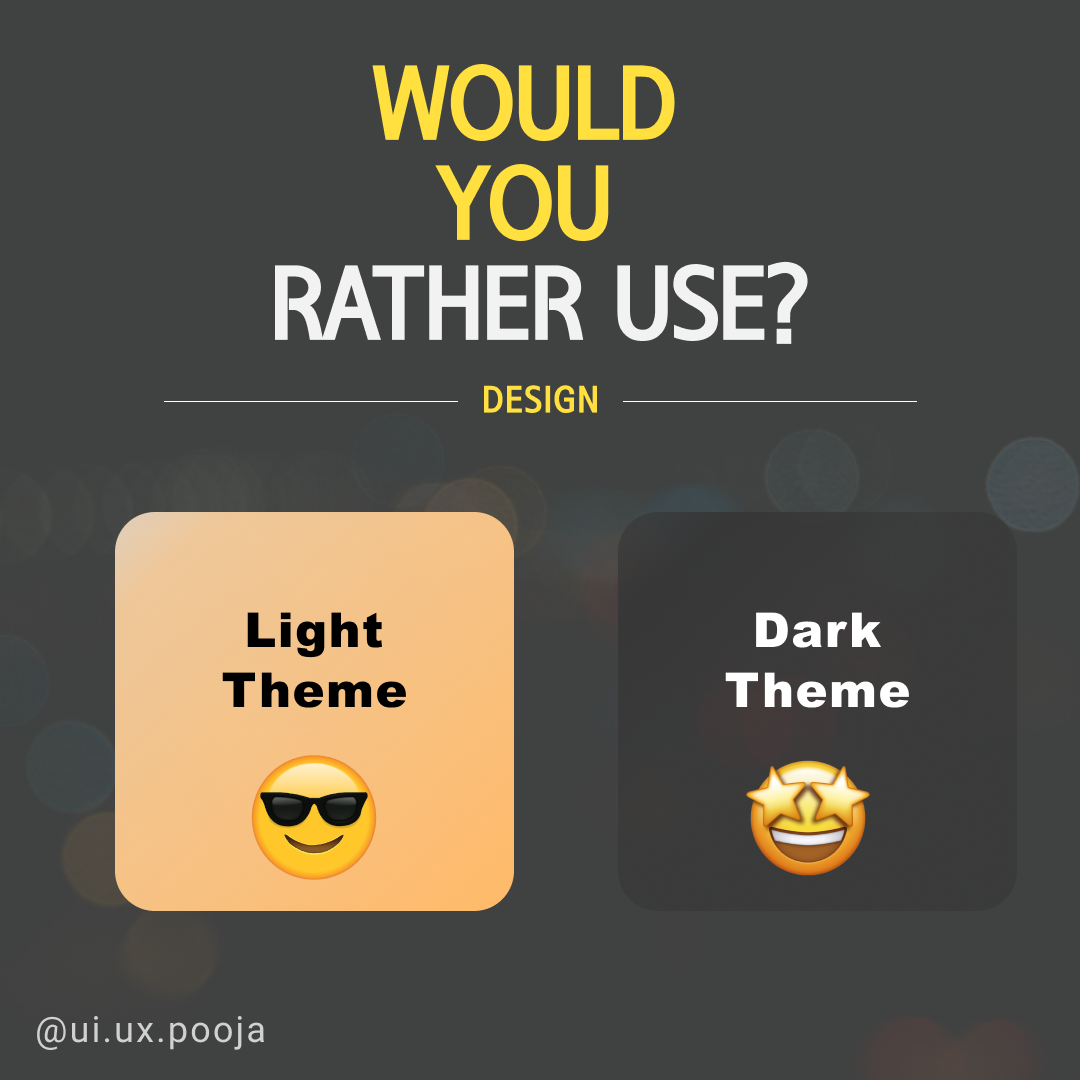 WOULD
YOU
RATHER USE?
DESIGN
Light
Theme
Dark
Theme
@ui.ux.pooja